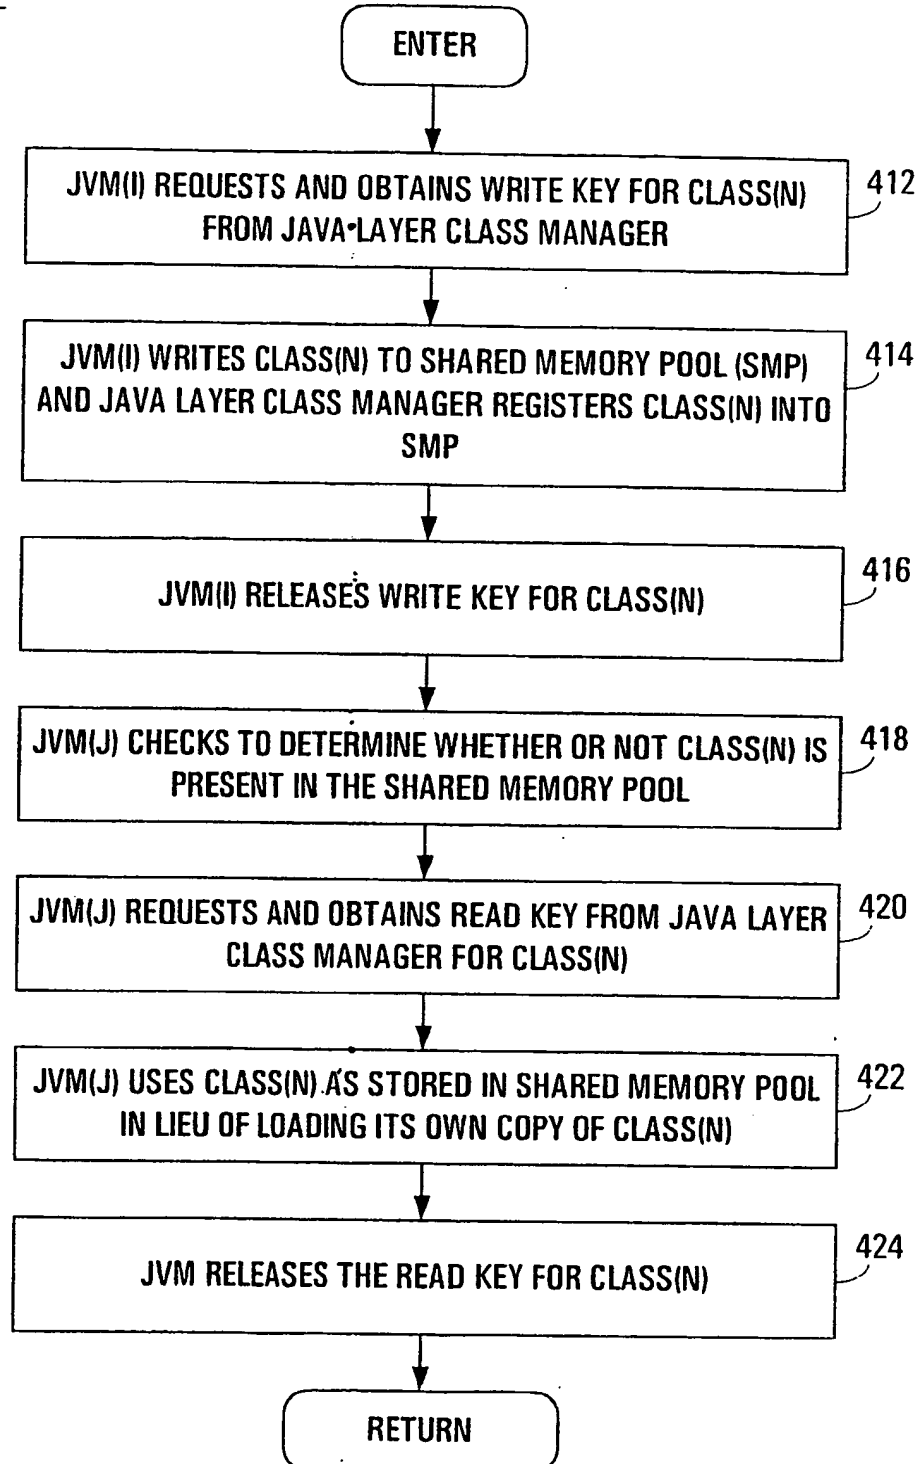 ENTER
JVM(I) REQUESTS AND OBTAINS WRITE KEY FOR CLASS(N)
FROM JAVA LAYER CLASS MANAGER
412
JVM(I) WRITES CLASS(N) TO SHARED MEMORY POOL (SMP)
AND JAVA LAYER CLASS MANAGER REGISTERS CLASS(N) INTO
SMP
414
JVM(I) RELEASES WRITE KEY FOR CLASS(N)
416
JVM(J) CHECKS TO DETERMINE WHETHER OR NOT CLASS(N) IS
PRESENT IN THE SHARED MEMORY POOL
418
JVM(J) REQUESTS AND OBTAINS READ KEY FROM JAVA LAYER
CLASS MANAGER FOR CLASS(N)
420
JVM(J) USES CLASS(N) AS STORED IN SHARED MEMORY POOL
IN LIEU OF LOADING ITS OWN COPY OF CLASS(N)
422
JVM RELEASES THE READ KEY FOR CLASS(N)
424
RETURN